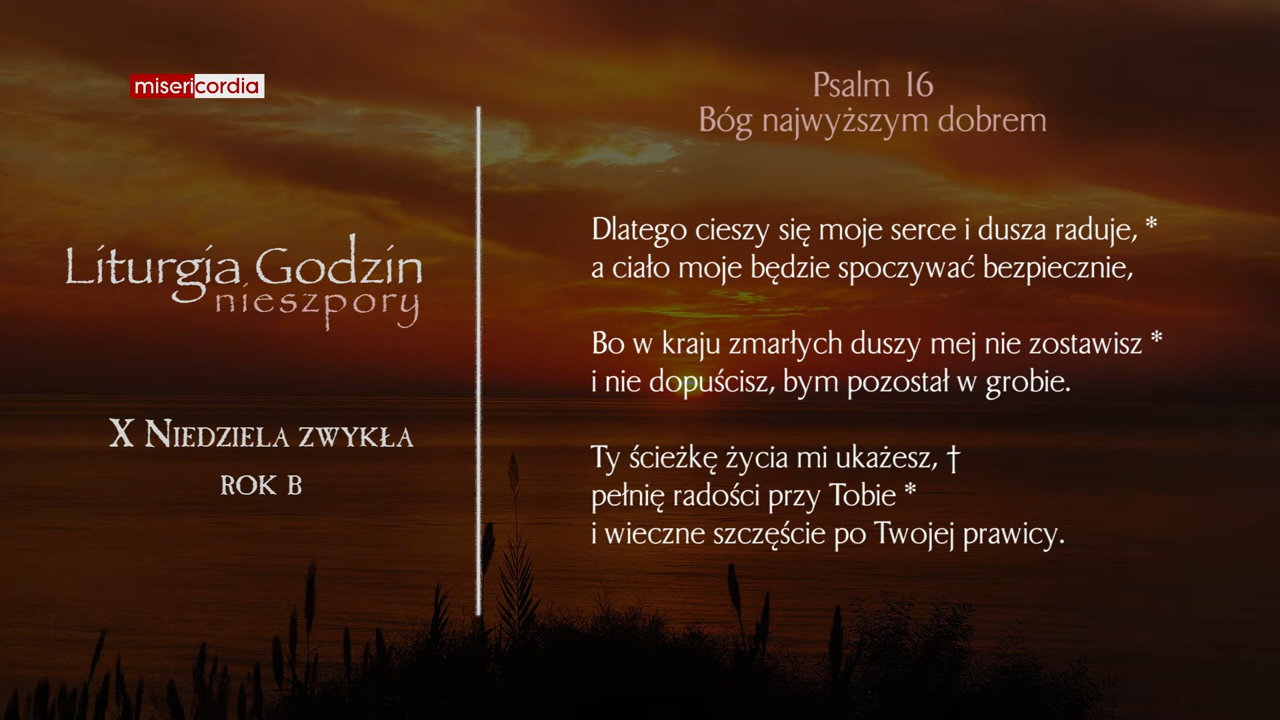 misericordia
Liturgia Godzin
nieszpory
X Niedziela zwykła
rok B
Psalm 16
Bóg najwyższym dobrem
Dlatego cieszy się moje serce i dusza raduje, *
a ciało moje będzie spoczywać bezpiecznie,
Bo w kraju zmarłych duszy mej nie zostawisz *
i nie dopuścisz, bym pozostał w grobie.
Ty ścieżkę życia mi ukażesz, †
pełnię radości przy Tobie *
i wieczne szczęście po Twojej prawicy.